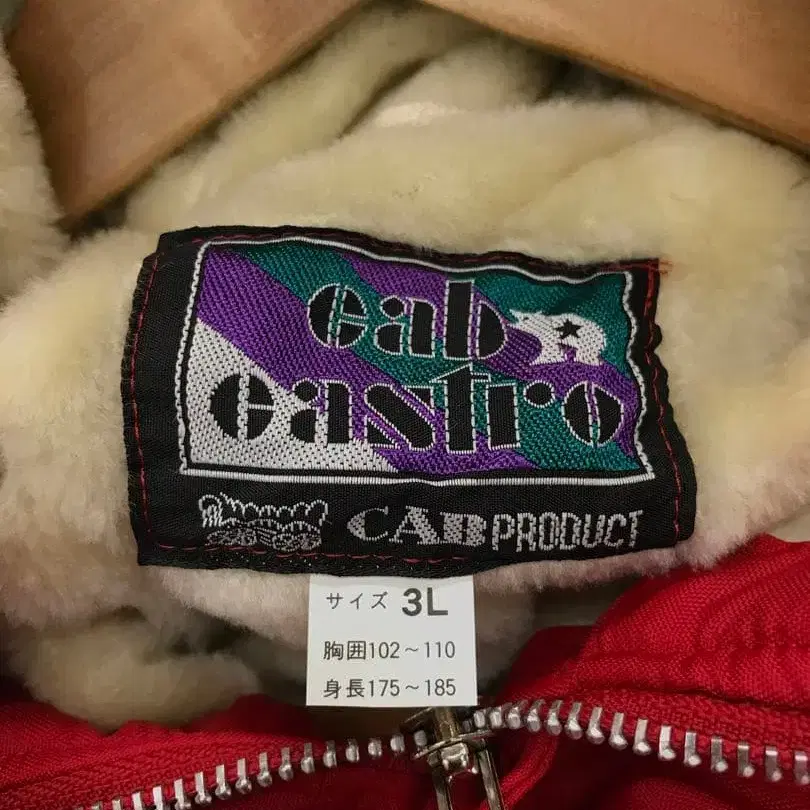 cab
castro
CAB PRODUCT
サイズ 3L
胸囲102～110
身長175～185